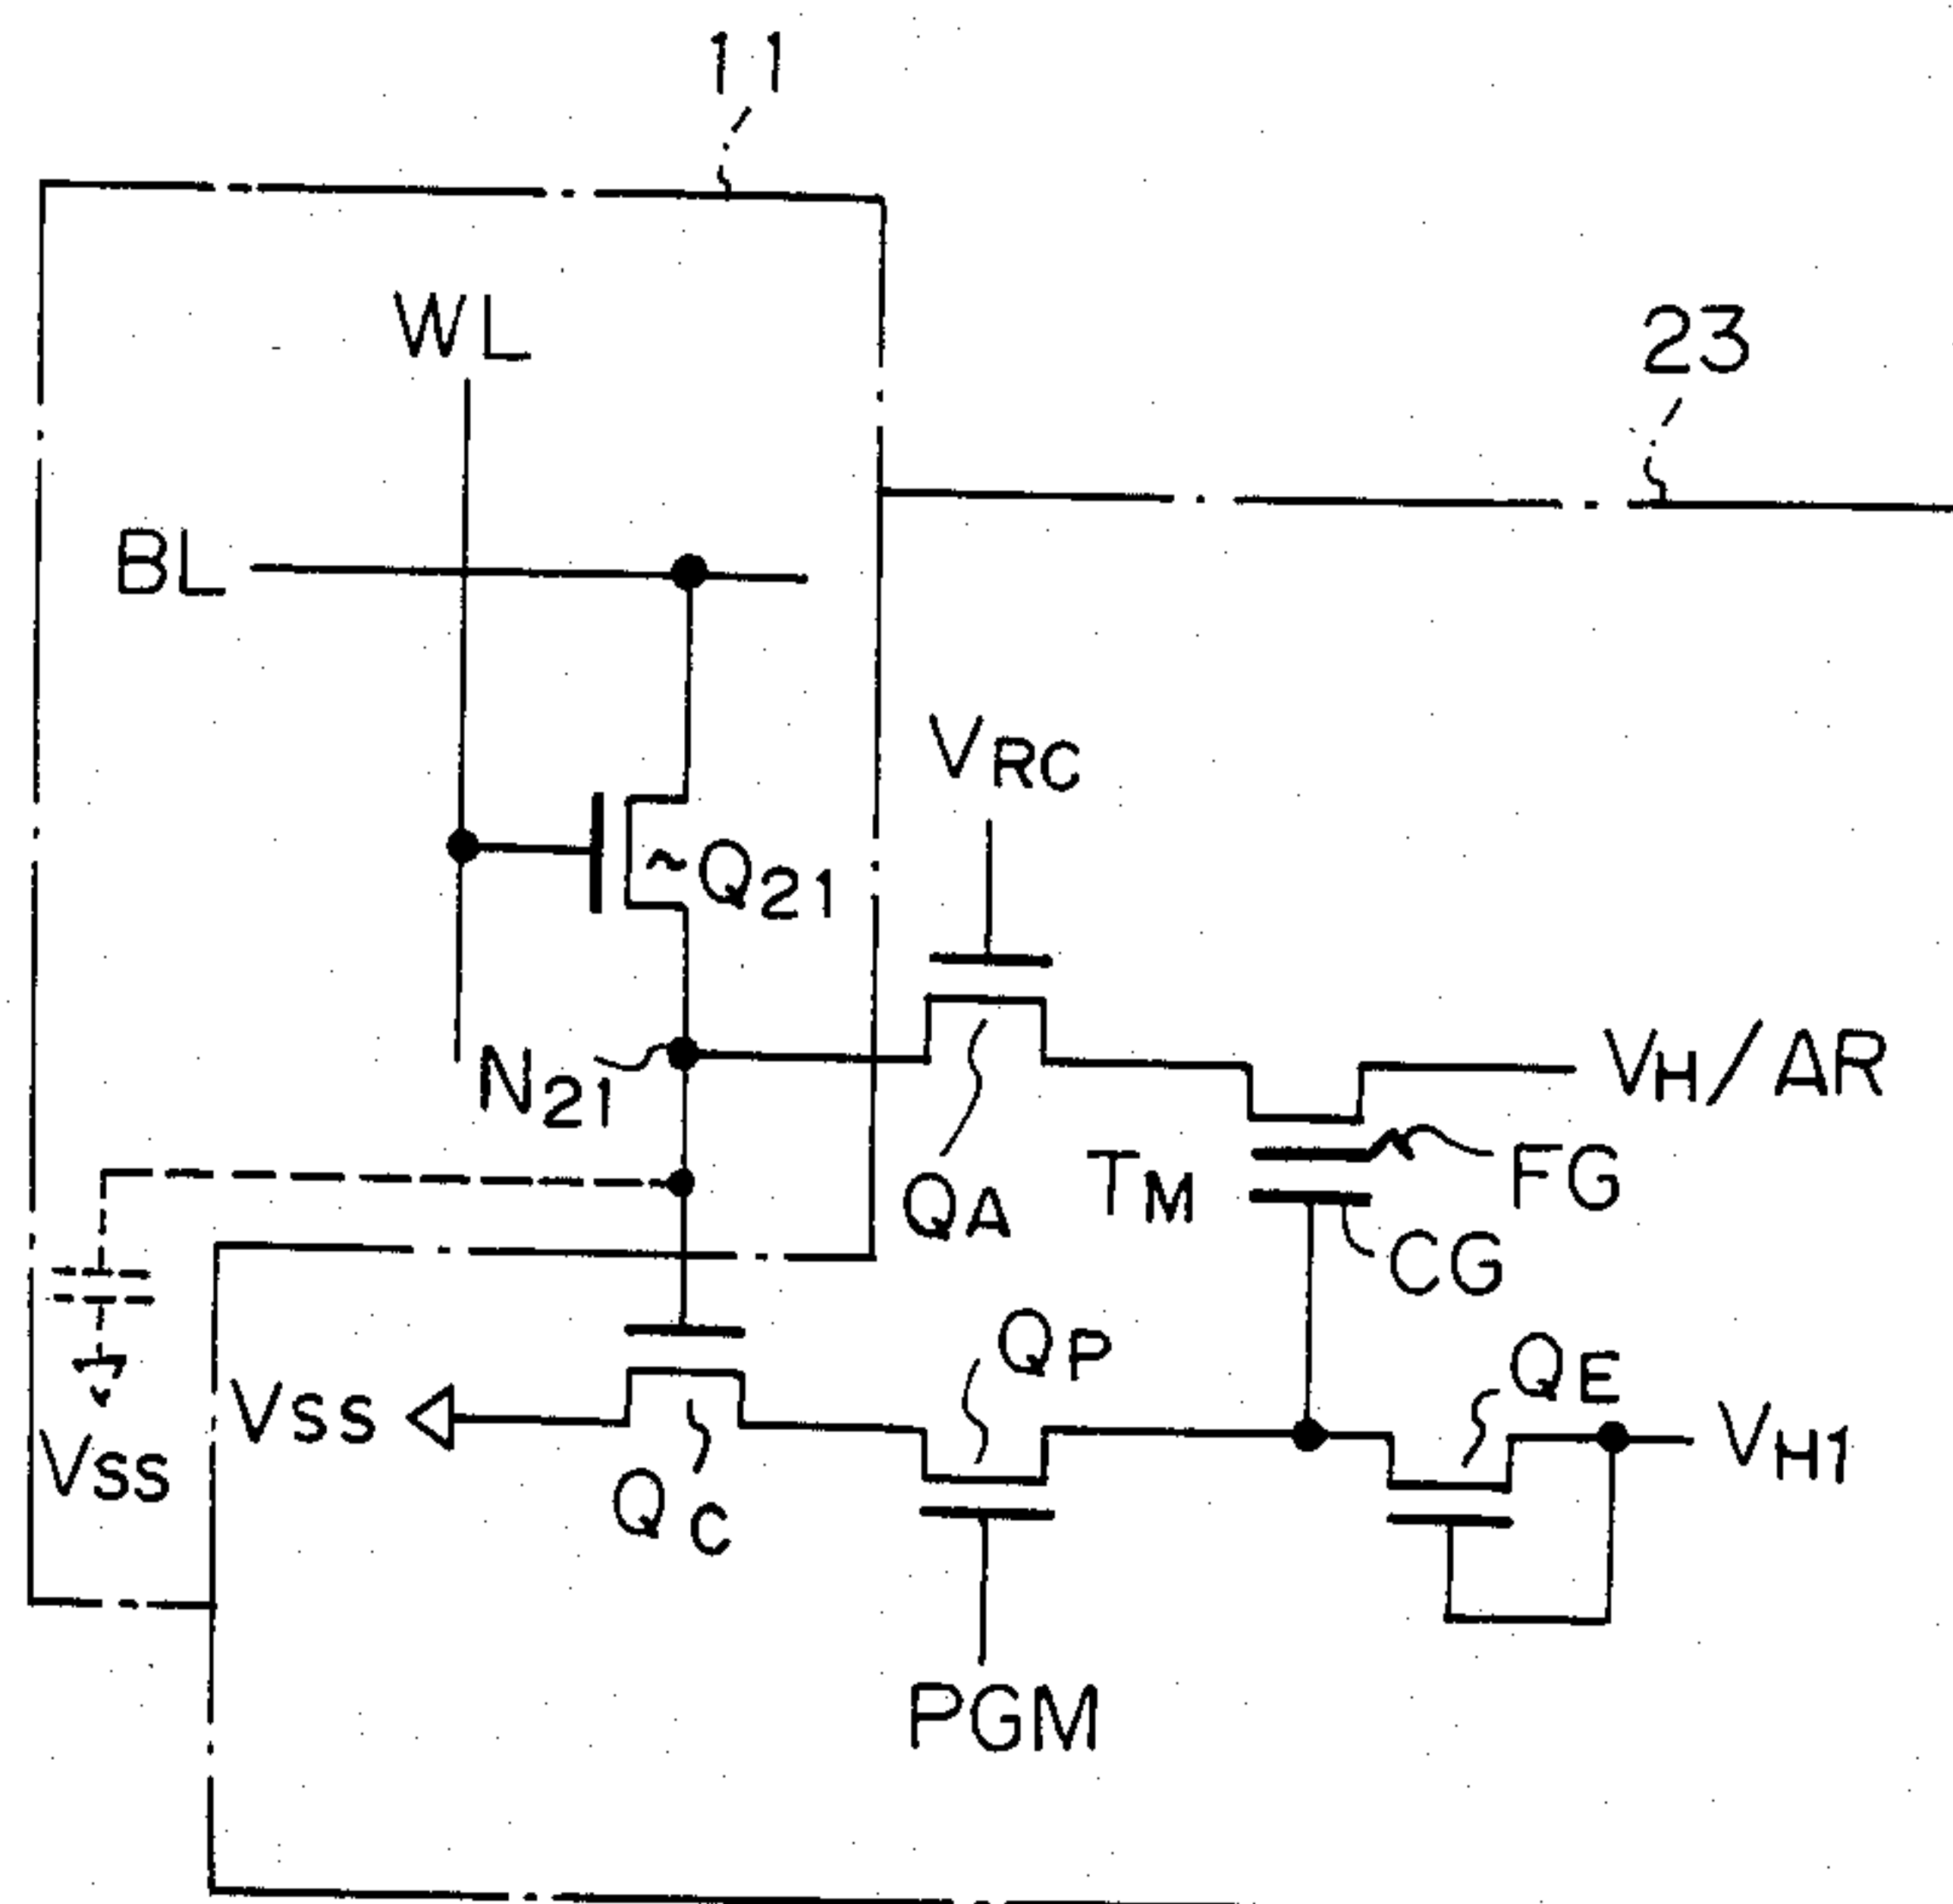 11
WL
23
BL
VRC
~Q21
N21
VH/AR
TM
FG
QA
CG
QP
QE
VSS
VH1
VSS
QC
PGM